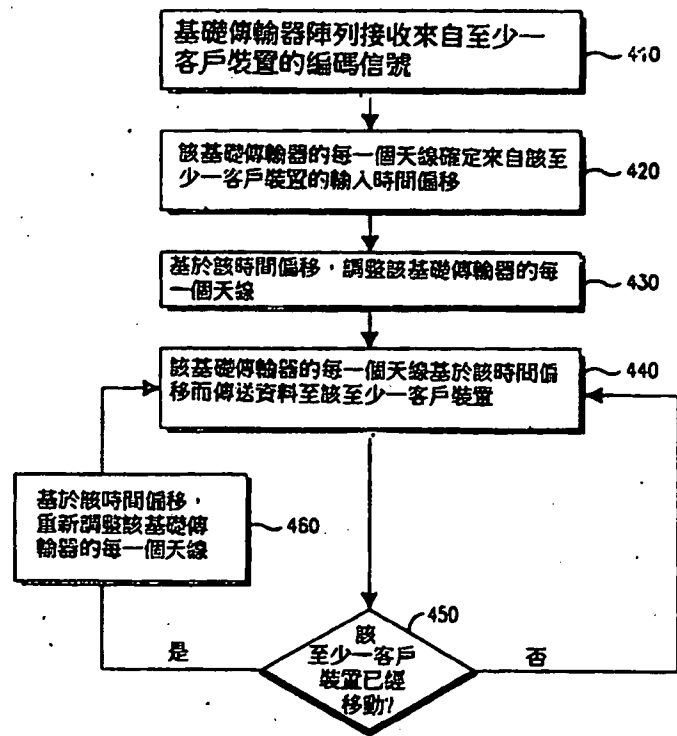 基礎傳輸器陣列接收來自至少一
客戶裝置的編碼信號
410
該基礎傳輸器的每一個天線確定來自該至
少一客戶裝置的輸入時間偏移
420
基於該時間偏移，調整該基礎傳輸器的每
一個天線
430
該基礎傳輸器的每一個天線基於該時間偏
移而傳送資料至該至少一客戶裝置
440
基於該時間偏移，
重新調整該基礎傳
輸器的每一個天線
460
450
該
至少一客戶
裝置已經
移動?
是
否